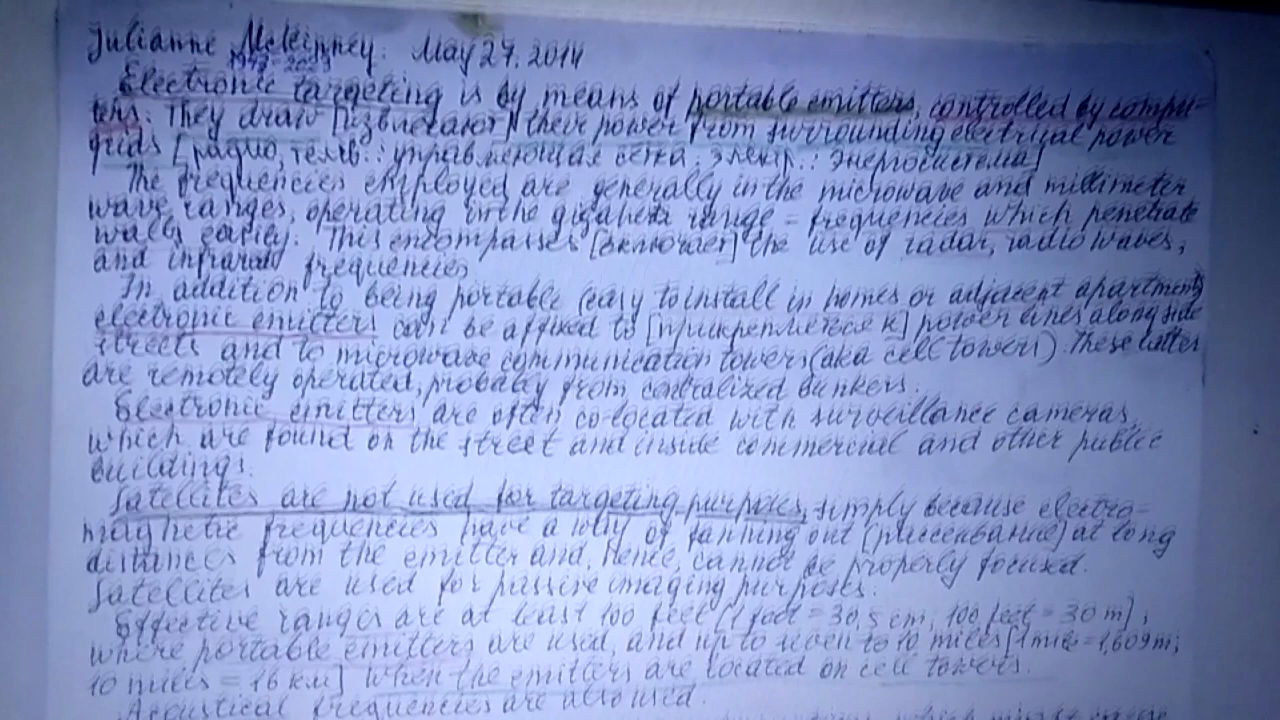 Julianne McKinney. May 27, 2014
Electronic targeting is by means of portable emitters, controlled by compu-
ters. They draw [извлекают] their power from surrounding electrical power
grids [радио, телев.: управляющая сетка; электр.: энергосистема]
The frequencies employed are generally in the microwave and millimeter
wave ranges, operating in the gigahertz range = frequencies which penetrate
walls easily. This encompasses [включает] the use of radar, radio waves,
and infrared frequencies
In addition to being portable (easy to install in homes or adjacent apartments)
electronic emitters can be affixed to [прикрепляется к] power lines alongside
streets and to microwave communication towers (aka cell towers). These latter
are remotely operated, probably from centralized bunkers.
Electronic emitters are often co-located with surveillance cameras,
which are found on the street and inside commercial and other public
buildings.
Satellites are not used for targeting purposes, simply because electro-
magnetic frequencies have a way of fanning out [рассеивание] at long
distances from the emitter and, hence, cannot be properly focused.
Satellites are used for passive imaging purposes.
Effective ranges are at least 100 feet [1 foot = 30,5 cm; 100 feet = 30 m],
where portable emitters are used, and up to seven to 10 miles [1 mile = 1,609 m;
10 miles = 16 км] when the emitters are located on cell towers.
Acoustical frequencies are also used.